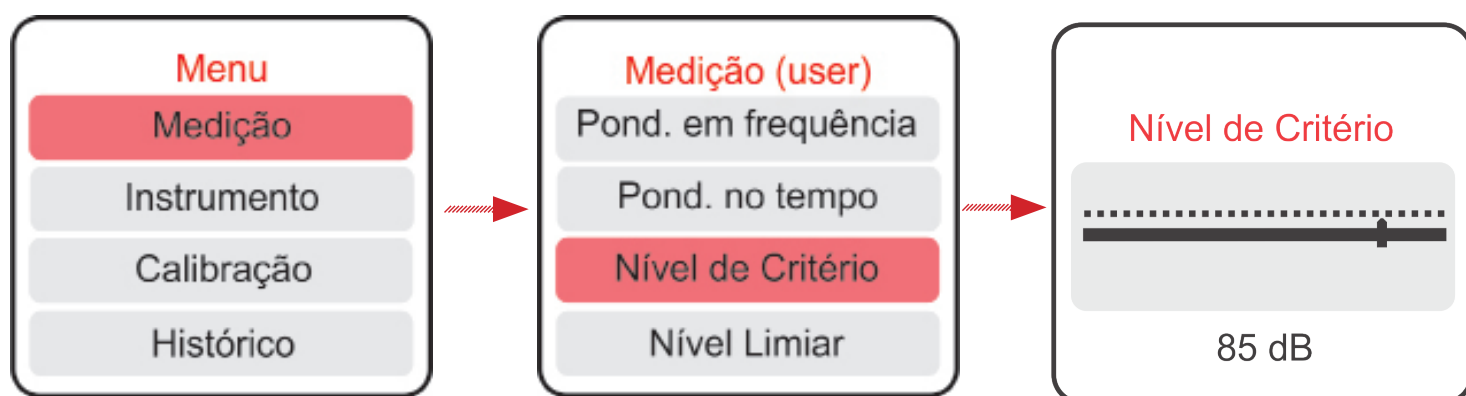 Menu
Medição
Instrumento
Calibração
Histórico
Medição (user)
Pond. em frequência
Pond. no tempo
Nível de Critério
Nível Limiar
Nível de Critério
85 dB